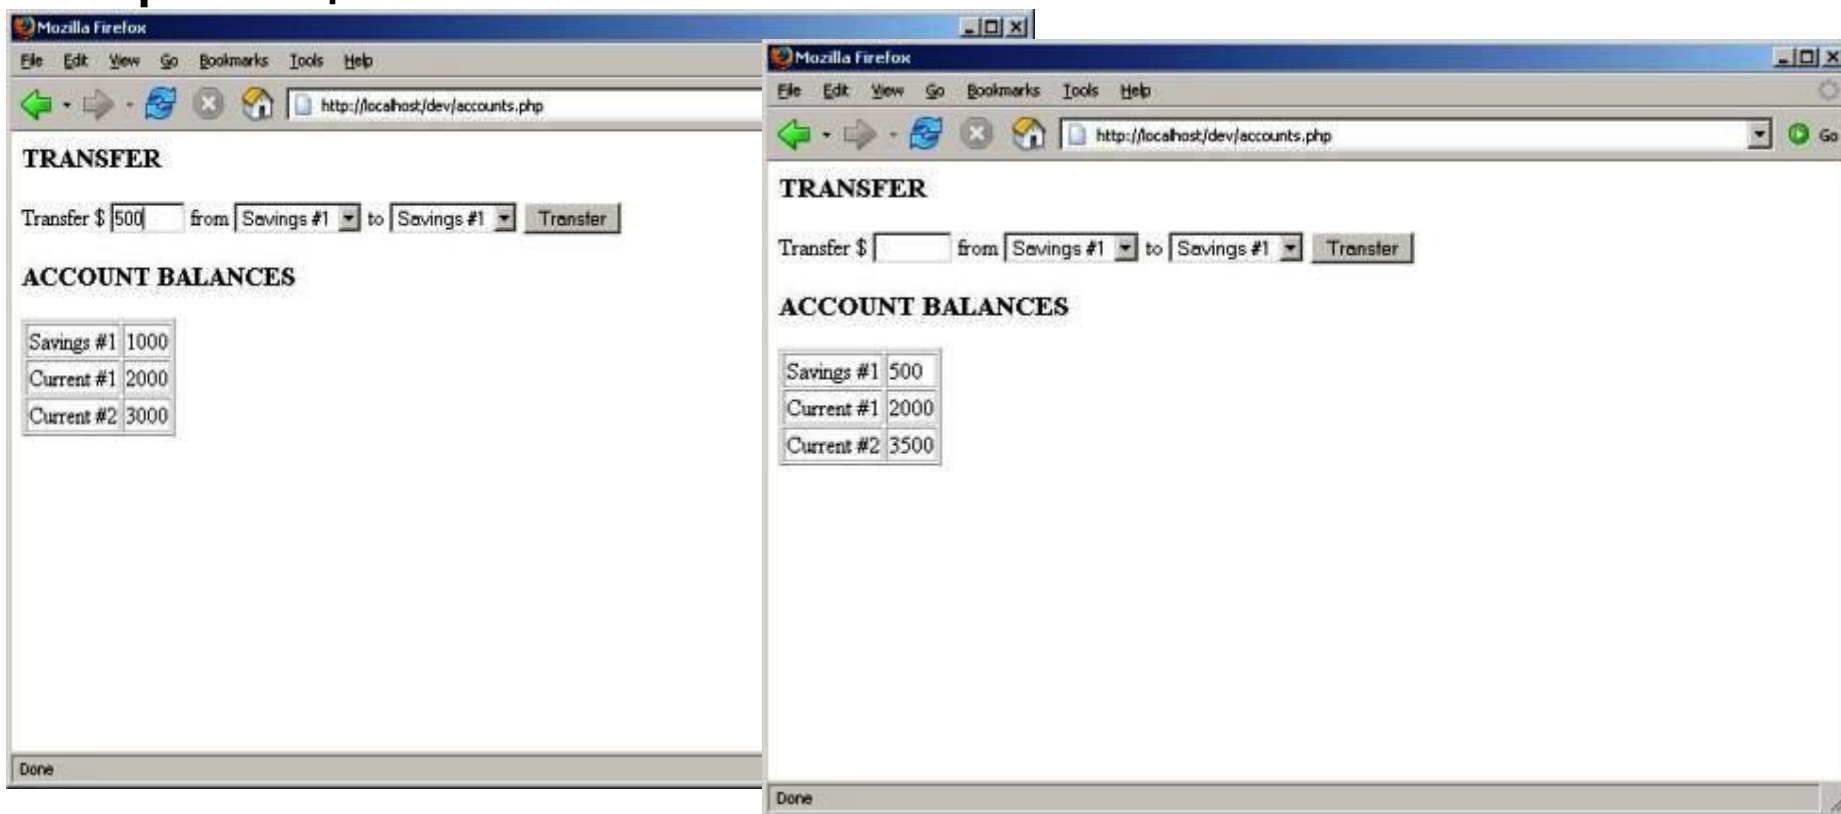 Mozilla Firefox
File Edit View Go Bookmarks Tools Help
http://localhost/dev/accounts.php
TRANSFER
Transfer $ 500 from Savings #1 to Savings #1 Transfer
ACCOUNT BALANCES
Savings #1 1000
Current #1 2000
Current #2 3000
Done
Mozilla Firefox
File Edit View Go Bookmarks Tools Help
http://localhost/dev/accounts.php Go
TRANSFER
Transfer $ from Savings #1 to Savings #1 Transfer
ACCOUNT BALANCES
Savings #1 500
Current #1 2000
Current #2 3500
Done